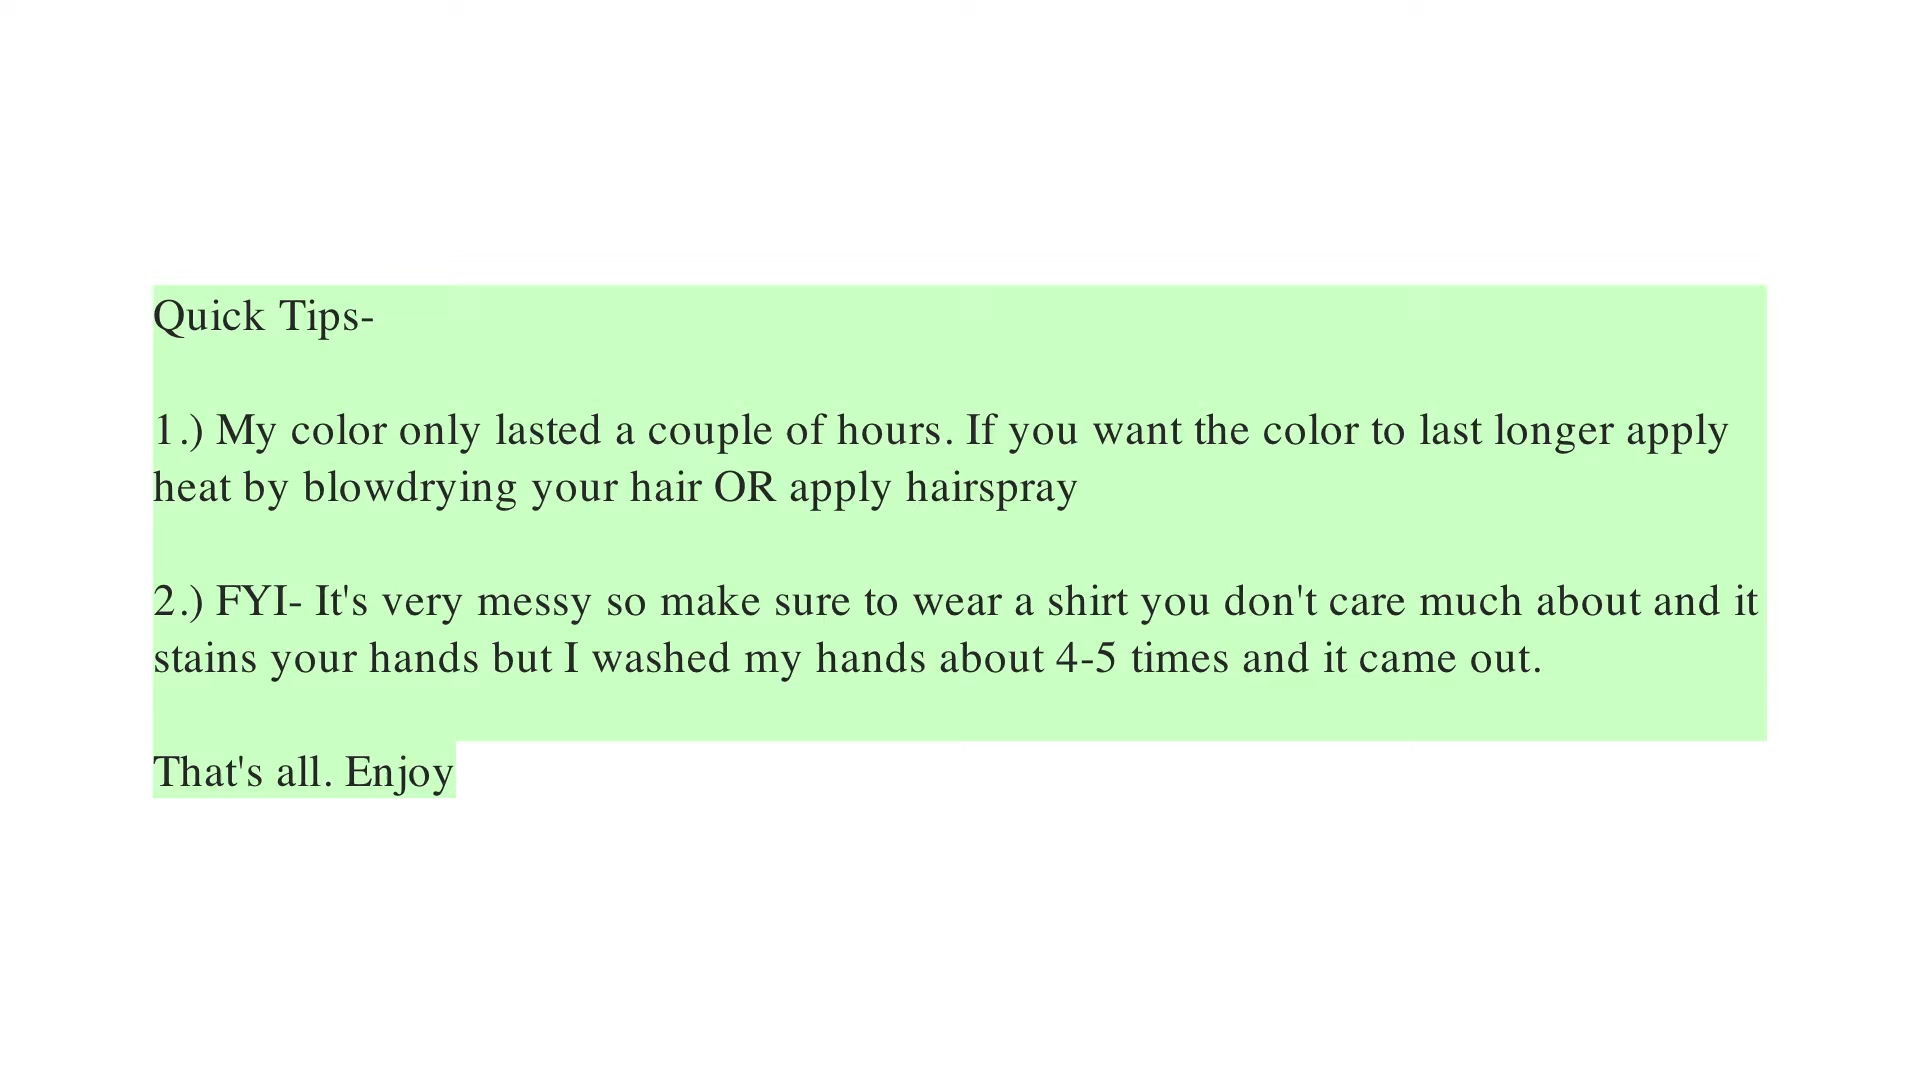 Quick Tips-
1.) My color only lasted a couple of hours. If you want the color to last longer apply
heat by blowdrying your hair OR apply hairspray
2.) FYI- It's very messy so make sure to wear a shirt you don't care much about and it
stains your hands but I washed my hands about 4-5 times and it came out.
That's all. Enjoy